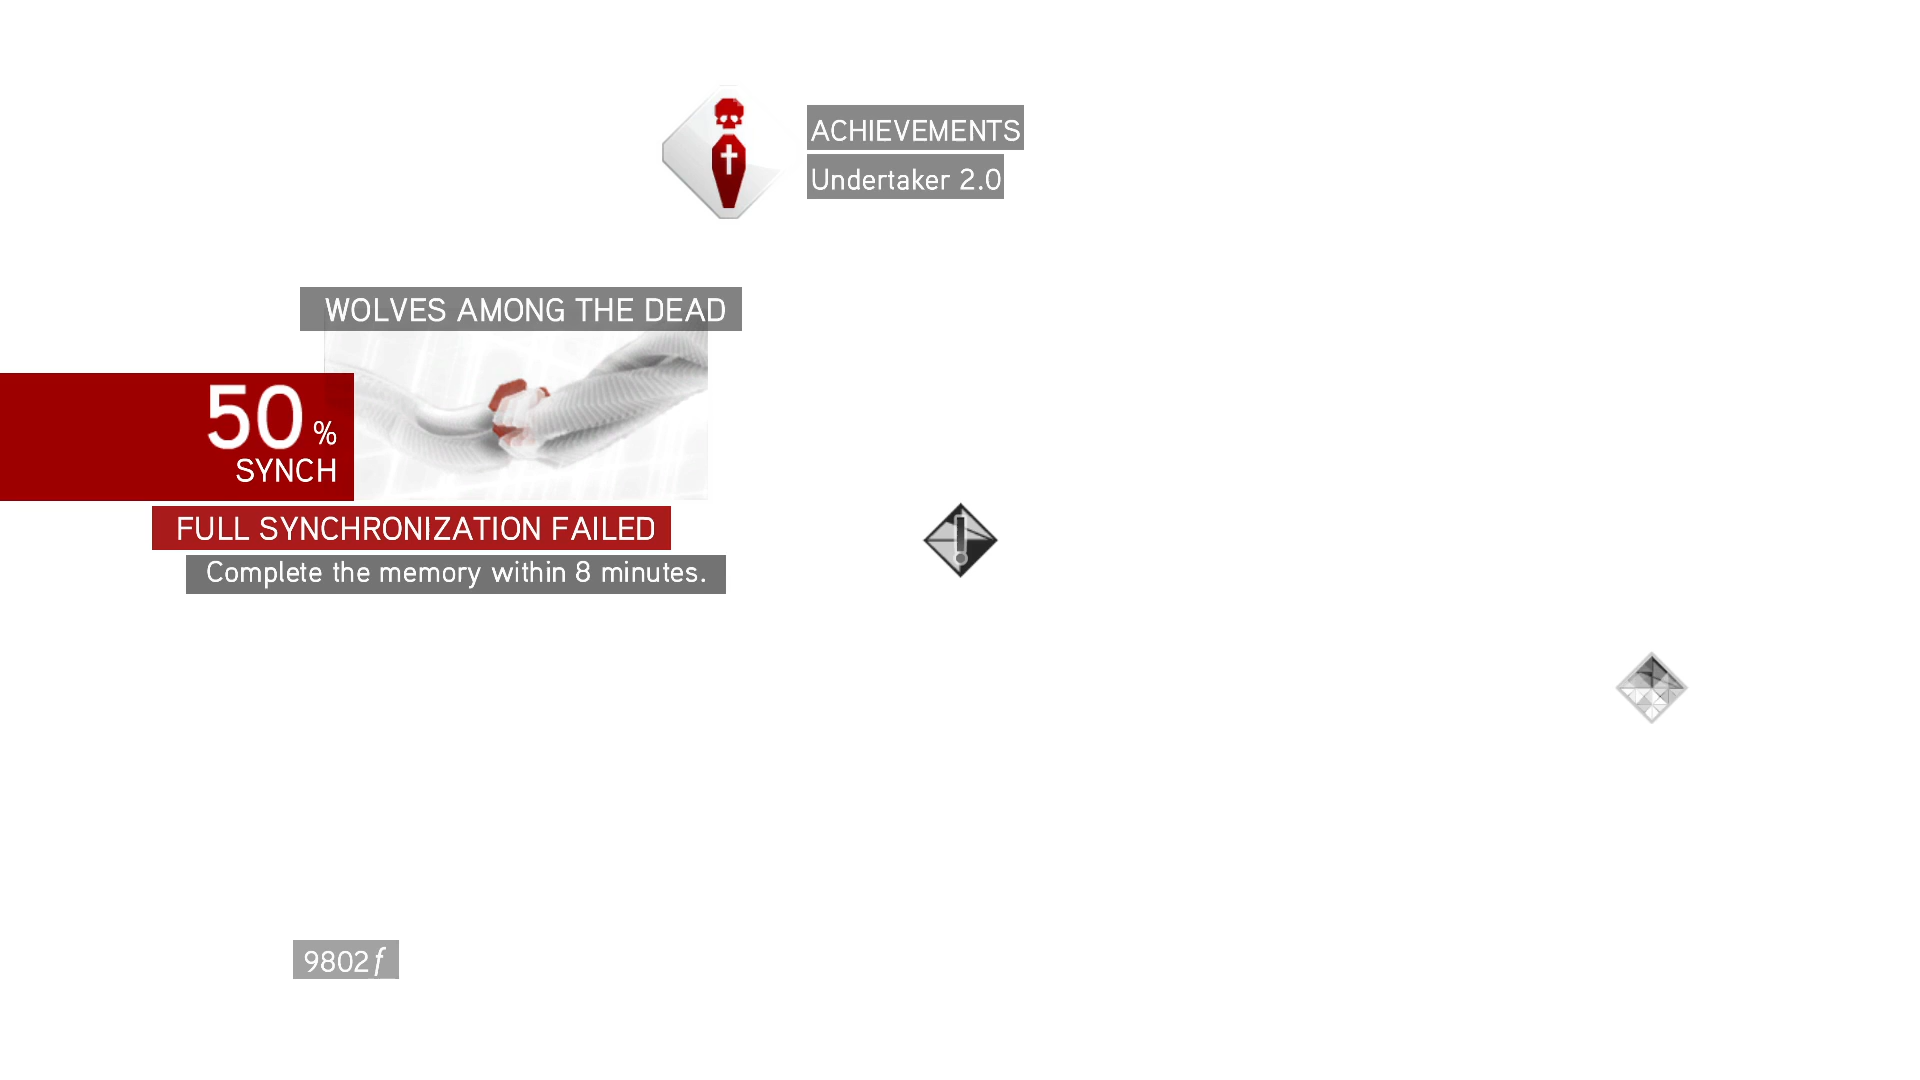 ACHIEVEMENTS
Undertaker 2.0
WOLVES AMONG THE DEAD
50 %
SYNCH
FULL SYNCHRONIZATION FAILED
Complete the memory within 8 minutes.
9802ƒ